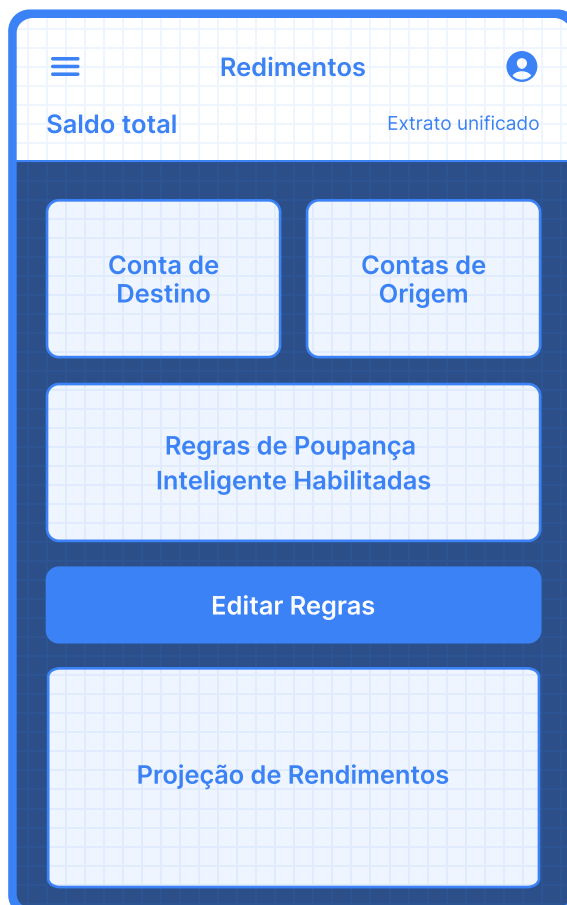 Redimentos
Saldo total
Extrato unificado
Conta de
Destino
Contas de
Origem
Regras de Poupança
Inteligente Habilitadas
Editar Regras
Projeção de Rendimentos